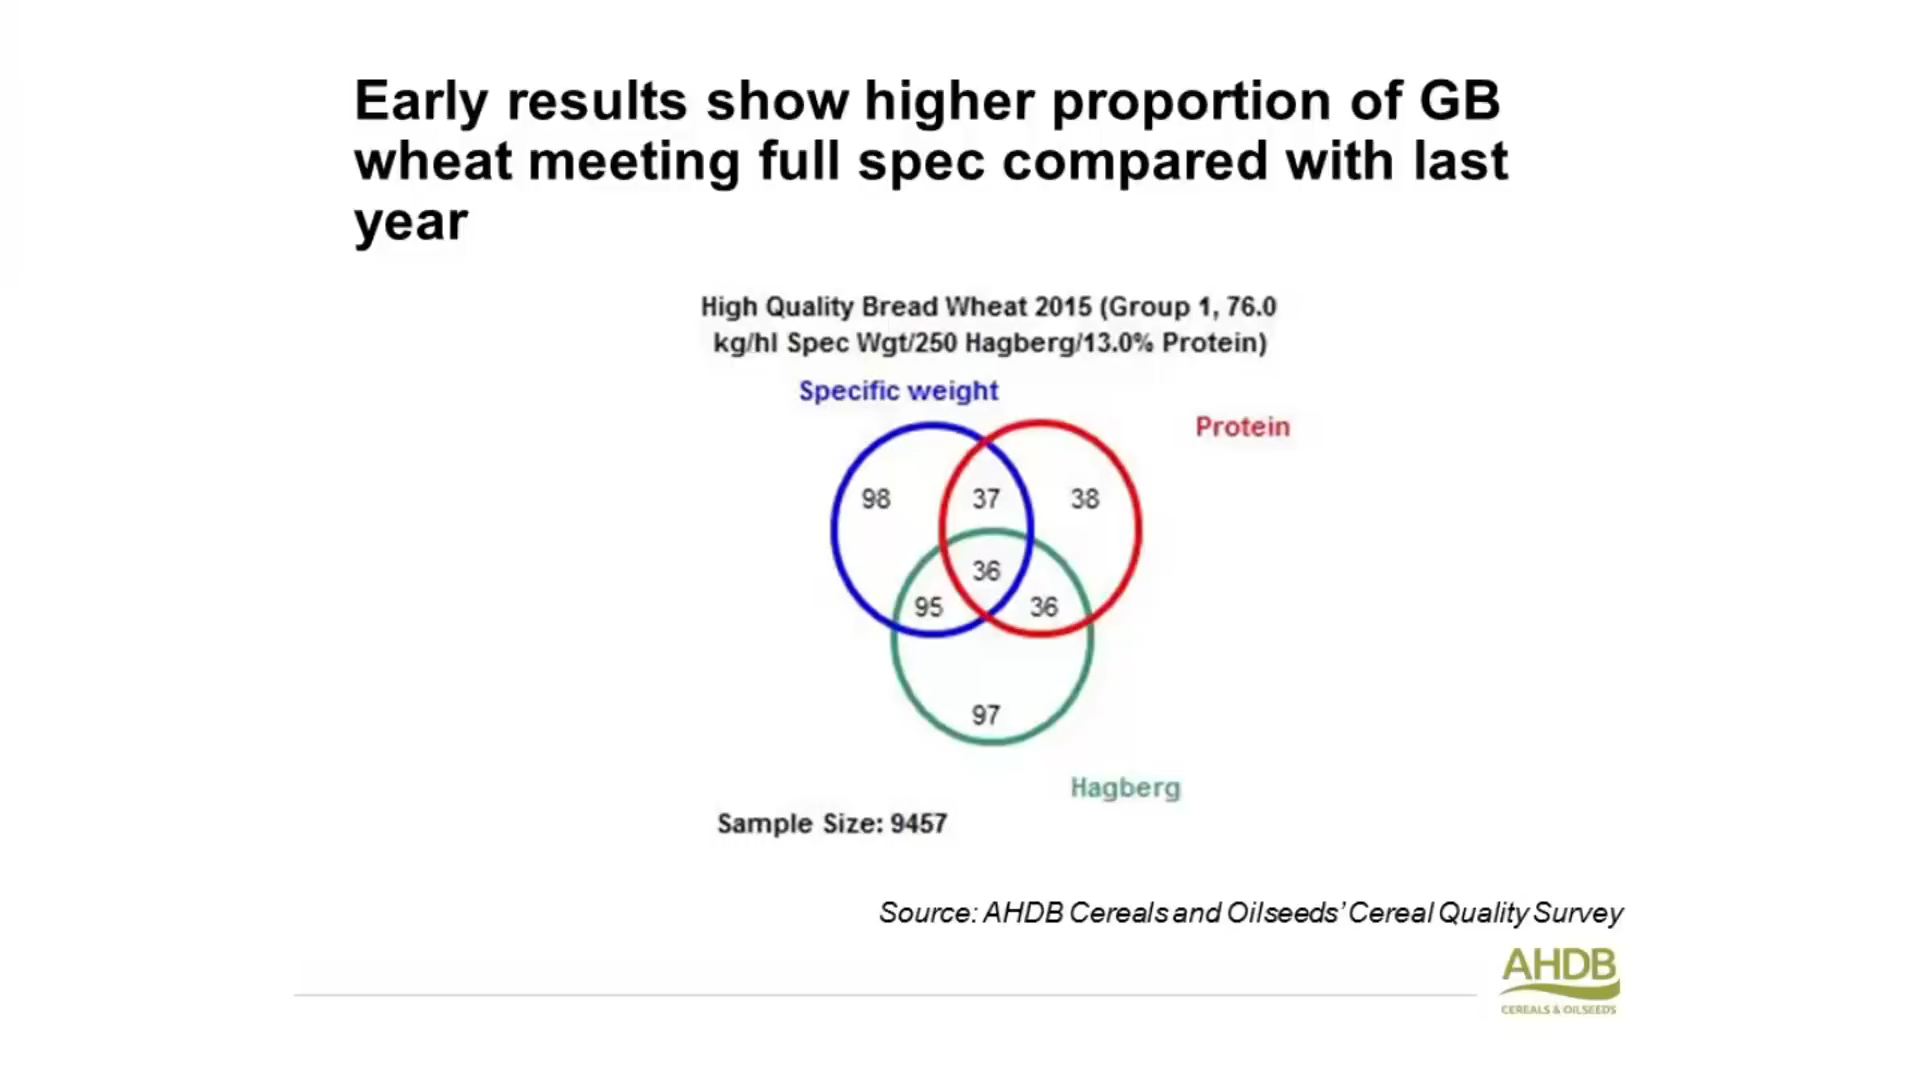 Early results show higher proportion of GB
wheat meeting full spec compared with last
year
High Quality Bread Wheat 2015 (Group 1, 76.0
kg/hl Spec Wgt/250 Hagberg/13.0% Protein)
Specific weight
Protein
98
37
38
36
95
36
97
Hagberg
Sample Size: 9457
Source: AHDB Cereals and Oilseeds' Cereal Quality Survey
AHDB
CEREALS & OILSEEDS